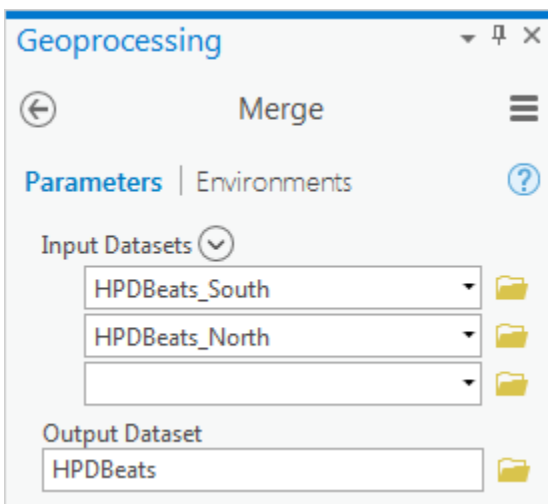 Geoprocessing
Merge
Parameters | Environments
Input Datasets
HPDBeats_South
HPDBeats_North
Output Dataset
HPDBeats